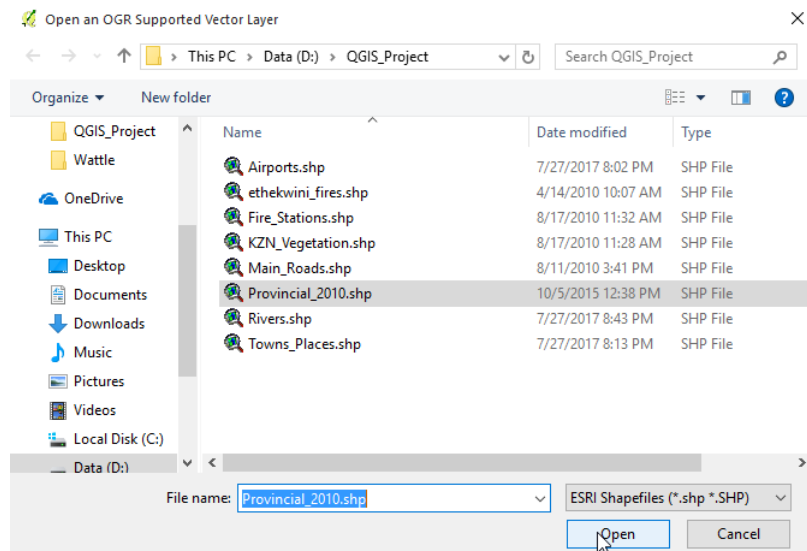 Open an OGR Supported Vector Layer
This PC > Data (D:) > QGIS_Project
Search QGIS_Project
Organize
New folder
QGIS_Project
Wattle
OneDrive
This PC
Desktop
Documents
Downloads
Music
Pictures
Videos
Local Disk (C:)
Data (D:)
Name Date modified Type
Airports.shp 7/27/2017 8:02 PM SHP File
ethekwini_fires.shp 4/14/2010 10:07 AM SHP File
Fire_Stations.shp 8/17/2010 11:32 AM SHP File
KZN_Vegetation.shp 8/17/2010 11:28 AM SHP File
Main_Roads.shp 8/11/2010 3:41 PM SHP File
Provincial_2010.shp 10/5/2015 12:38 PM SHP File
Rivers.shp 7/27/2017 8:43 PM SHP File
Towns_Places.shp 7/27/2017 8:13 PM SHP File
File name: Provincial_2010.shp
ESRI Shapefiles (*.shp *.SHP)
Open
Cancel